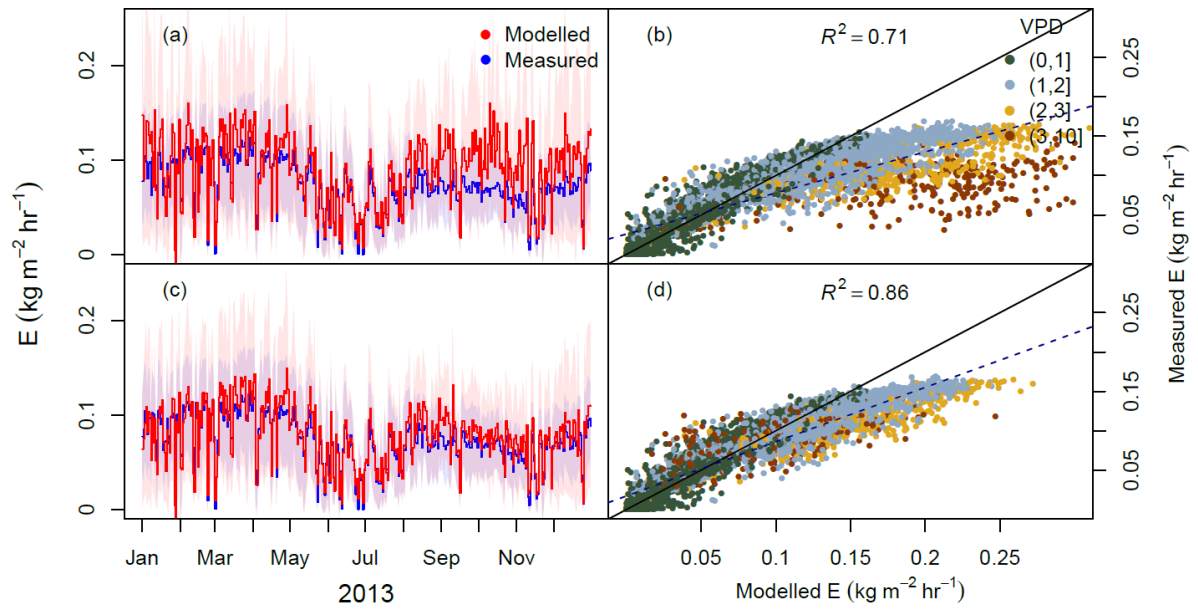 (a)
Modelled
Measured
0.2
0.1
0
(b)
R² = 0.71
VPD
(0,1]
(1,2]
(2,3]
(3,10]
0.25
0.15
0.05
E (kg m⁻² hr⁻¹)
Measured E (kg m⁻² hr⁻¹)
(c)
0.2
0.1
0
(d)
R² = 0.86
0.25
0.15
0.05
Jan Mar May Jul Sep Nov
2013
0.05 0.1 0.15 0.2 0.25
Modelled E (kg m⁻² hr⁻¹)